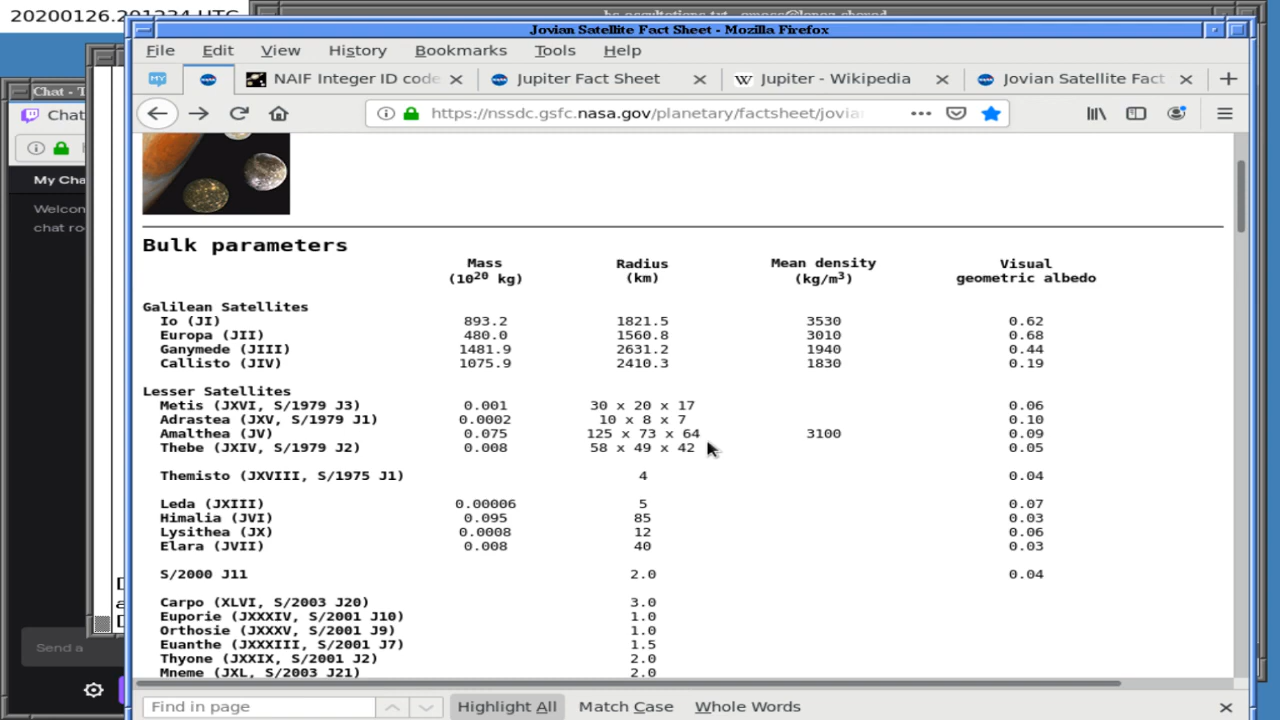 20200126.201234 UTC
Jovian Satellite Fact Sheet - Mozilla Firefox
File Edit View History Bookmarks Tools Help
Chat - T
NAIF Integer ID code
Jupiter Fact Sheet
Jupiter - Wikipedia
Jovian Satellite Fact
Chat
https://nssdc.gsfc.nasa.gov/planetary/factsheet/jovia
My Cha
Welcon
chat ro
Bulk parameters
Mass Radius Mean density Visual
(10²⁰ kg) (km) (kg/m³) geometric albedo
Galilean Satellites
Io (JI) 893.2 1821.5 3530 0.62
Europa (JII) 480.0 1560.8 3010 0.68
Ganymede (JIII) 1481.9 2631.2 1940 0.44
Callisto (JIV) 1075.9 2410.3 1830 0.19
Lesser Satellites
Metis (JXVI, S/1979 J3) 0.001 30 x 20 x 17 0.06
Adrastea (JXV, S/1979 J1) 0.0002 10 x 8 x 7 0.10
Amalthea (JV) 0.075 125 x 73 x 64 3100 0.09
Thebe (JXIV, S/1979 J2) 0.008 58 x 49 x 42 0.05
Themisto (JXVIII, S/1975 J1) 4 0.04
Leda (JXIII) 0.00006 5 0.07
Himalia (JVI) 0.095 85 0.03
Lysithea (JX) 0.0008 12 0.06
Elara (JVII) 0.008 40 0.03
S/2000 J11 2.0 0.04
Carpo (XLVI, S/2003 J20) 3.0
Euporie (JXXXIV, S/2001 J10) 1.0
Orthosie (JXXXV, S/2001 J9) 1.0
Euanthe (JXXXIII, S/2001 J7) 1.5
Thyone (JXXIX, S/2001 J2) 2.0
Mneme (JXL, S/2003 J21) 2.0
Send a
Find in page Highlight All Match Case Whole Words